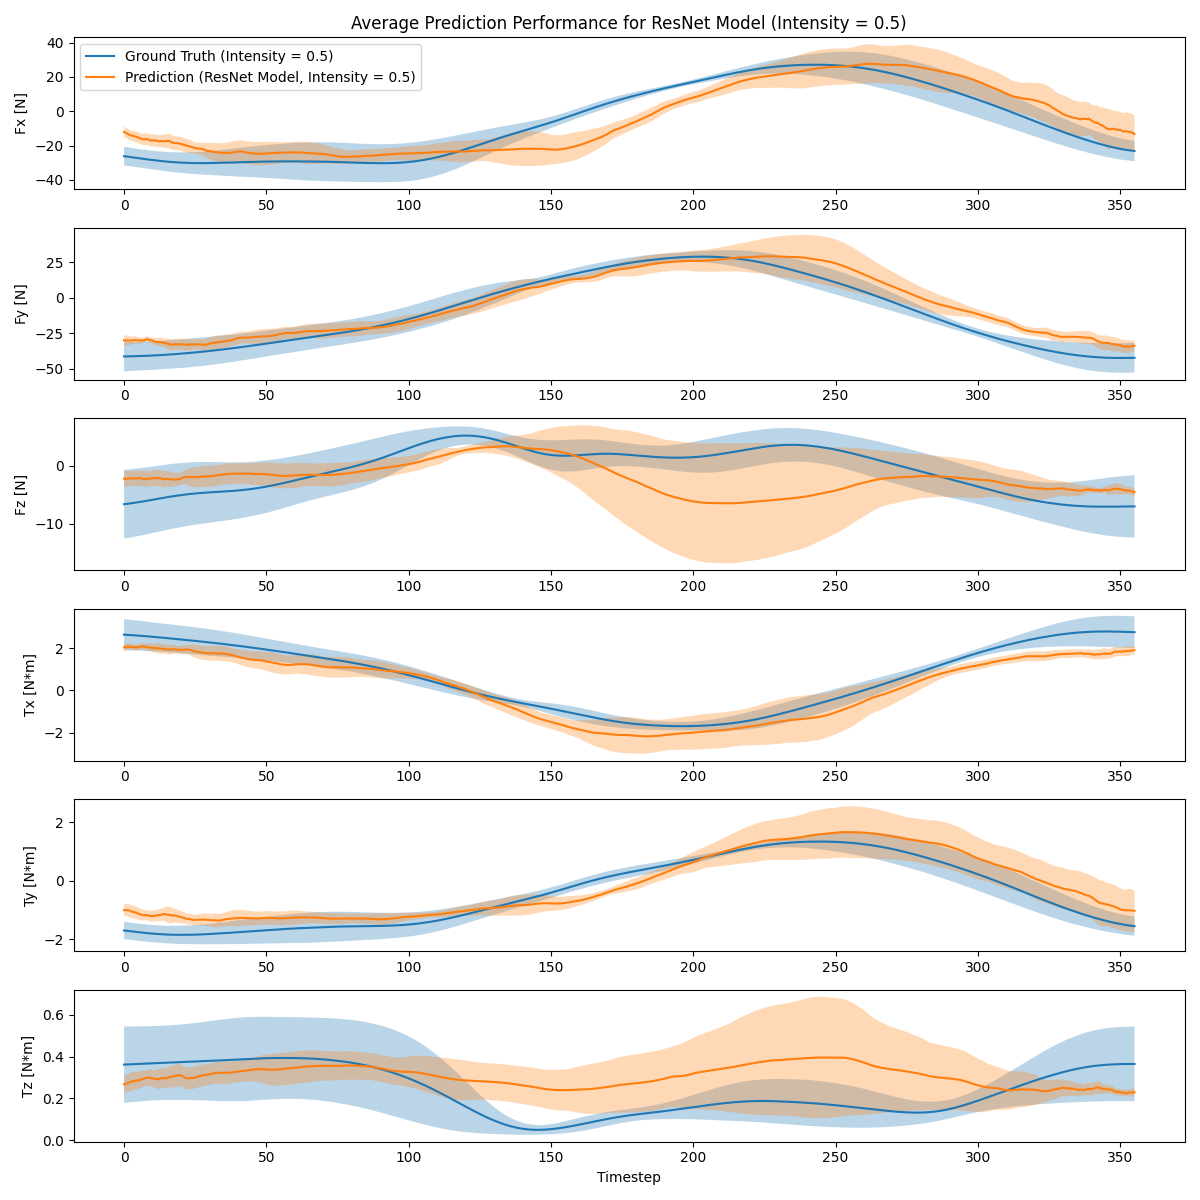 Average Prediction Performance for ResNet Model (Intensity = 0.5)
Ground Truth (Intensity = 0.5)
Prediction (ResNet Model, Intensity = 0.5)
Fx [N]
40
20
0
−20
−40
0 50 100 150 200 250 300 350
Fy [N]
25
0
−25
−50
0 50 100 150 200 250 300 350
Fz [N]
0
−10
0 50 100 150 200 250 300 350
Tx [N*m]
2
0
−2
0 50 100 150 200 250 300 350
Ty [N*m]
2
0
−2
0 50 100 150 200 250 300 350
Tz [N*m]
0.6
0.4
0.2
0.0
0 50 100 150 200 250 300 350
Timestep